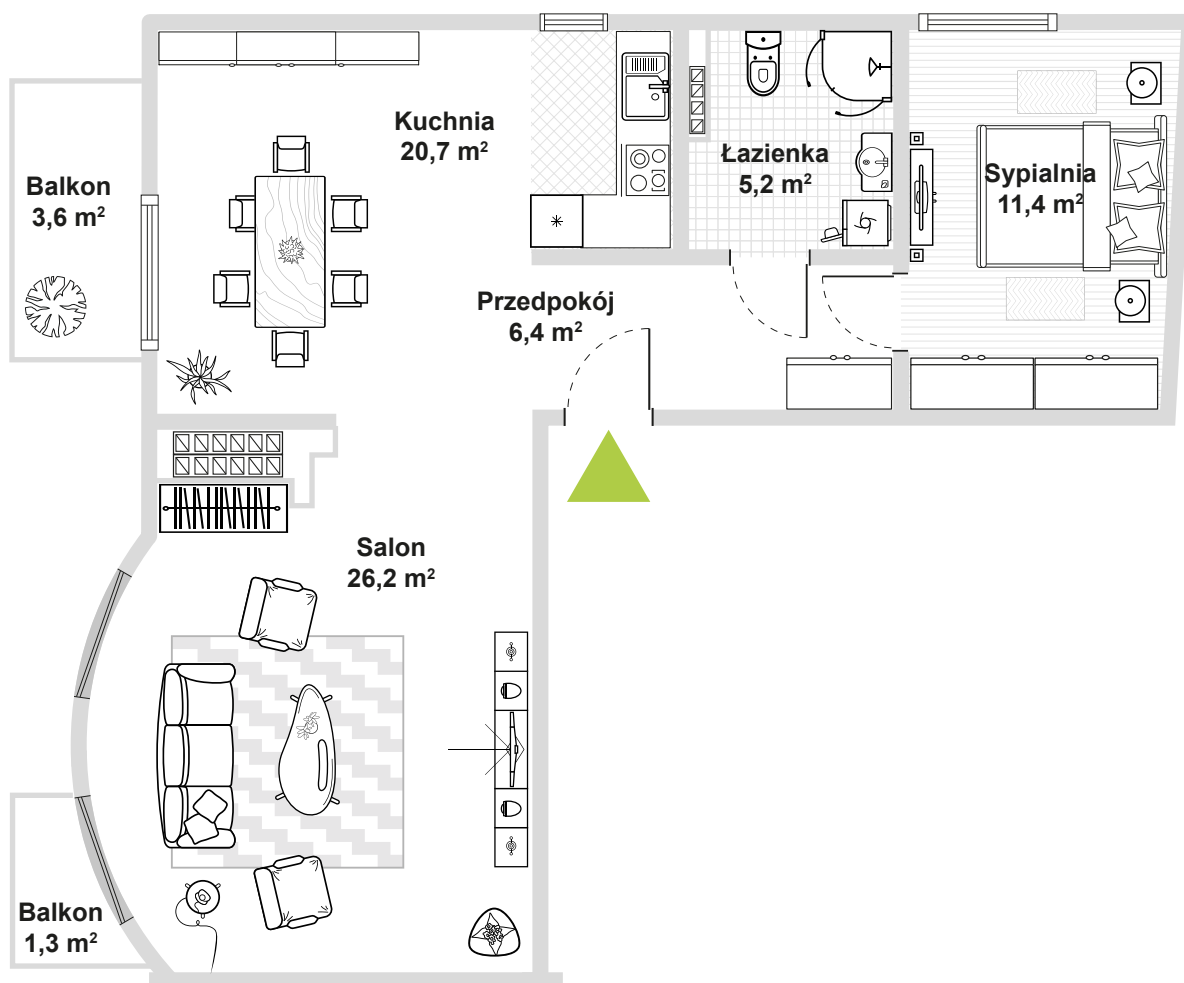 Kuchnia
20,7 m²
Łazienka
5,2 m²
Sypialnia
11,4 m²
Balkon
3,6 m²
Przedpokój
6,4 m²
Salon
26,2 m²
Balkon
1,3 m²